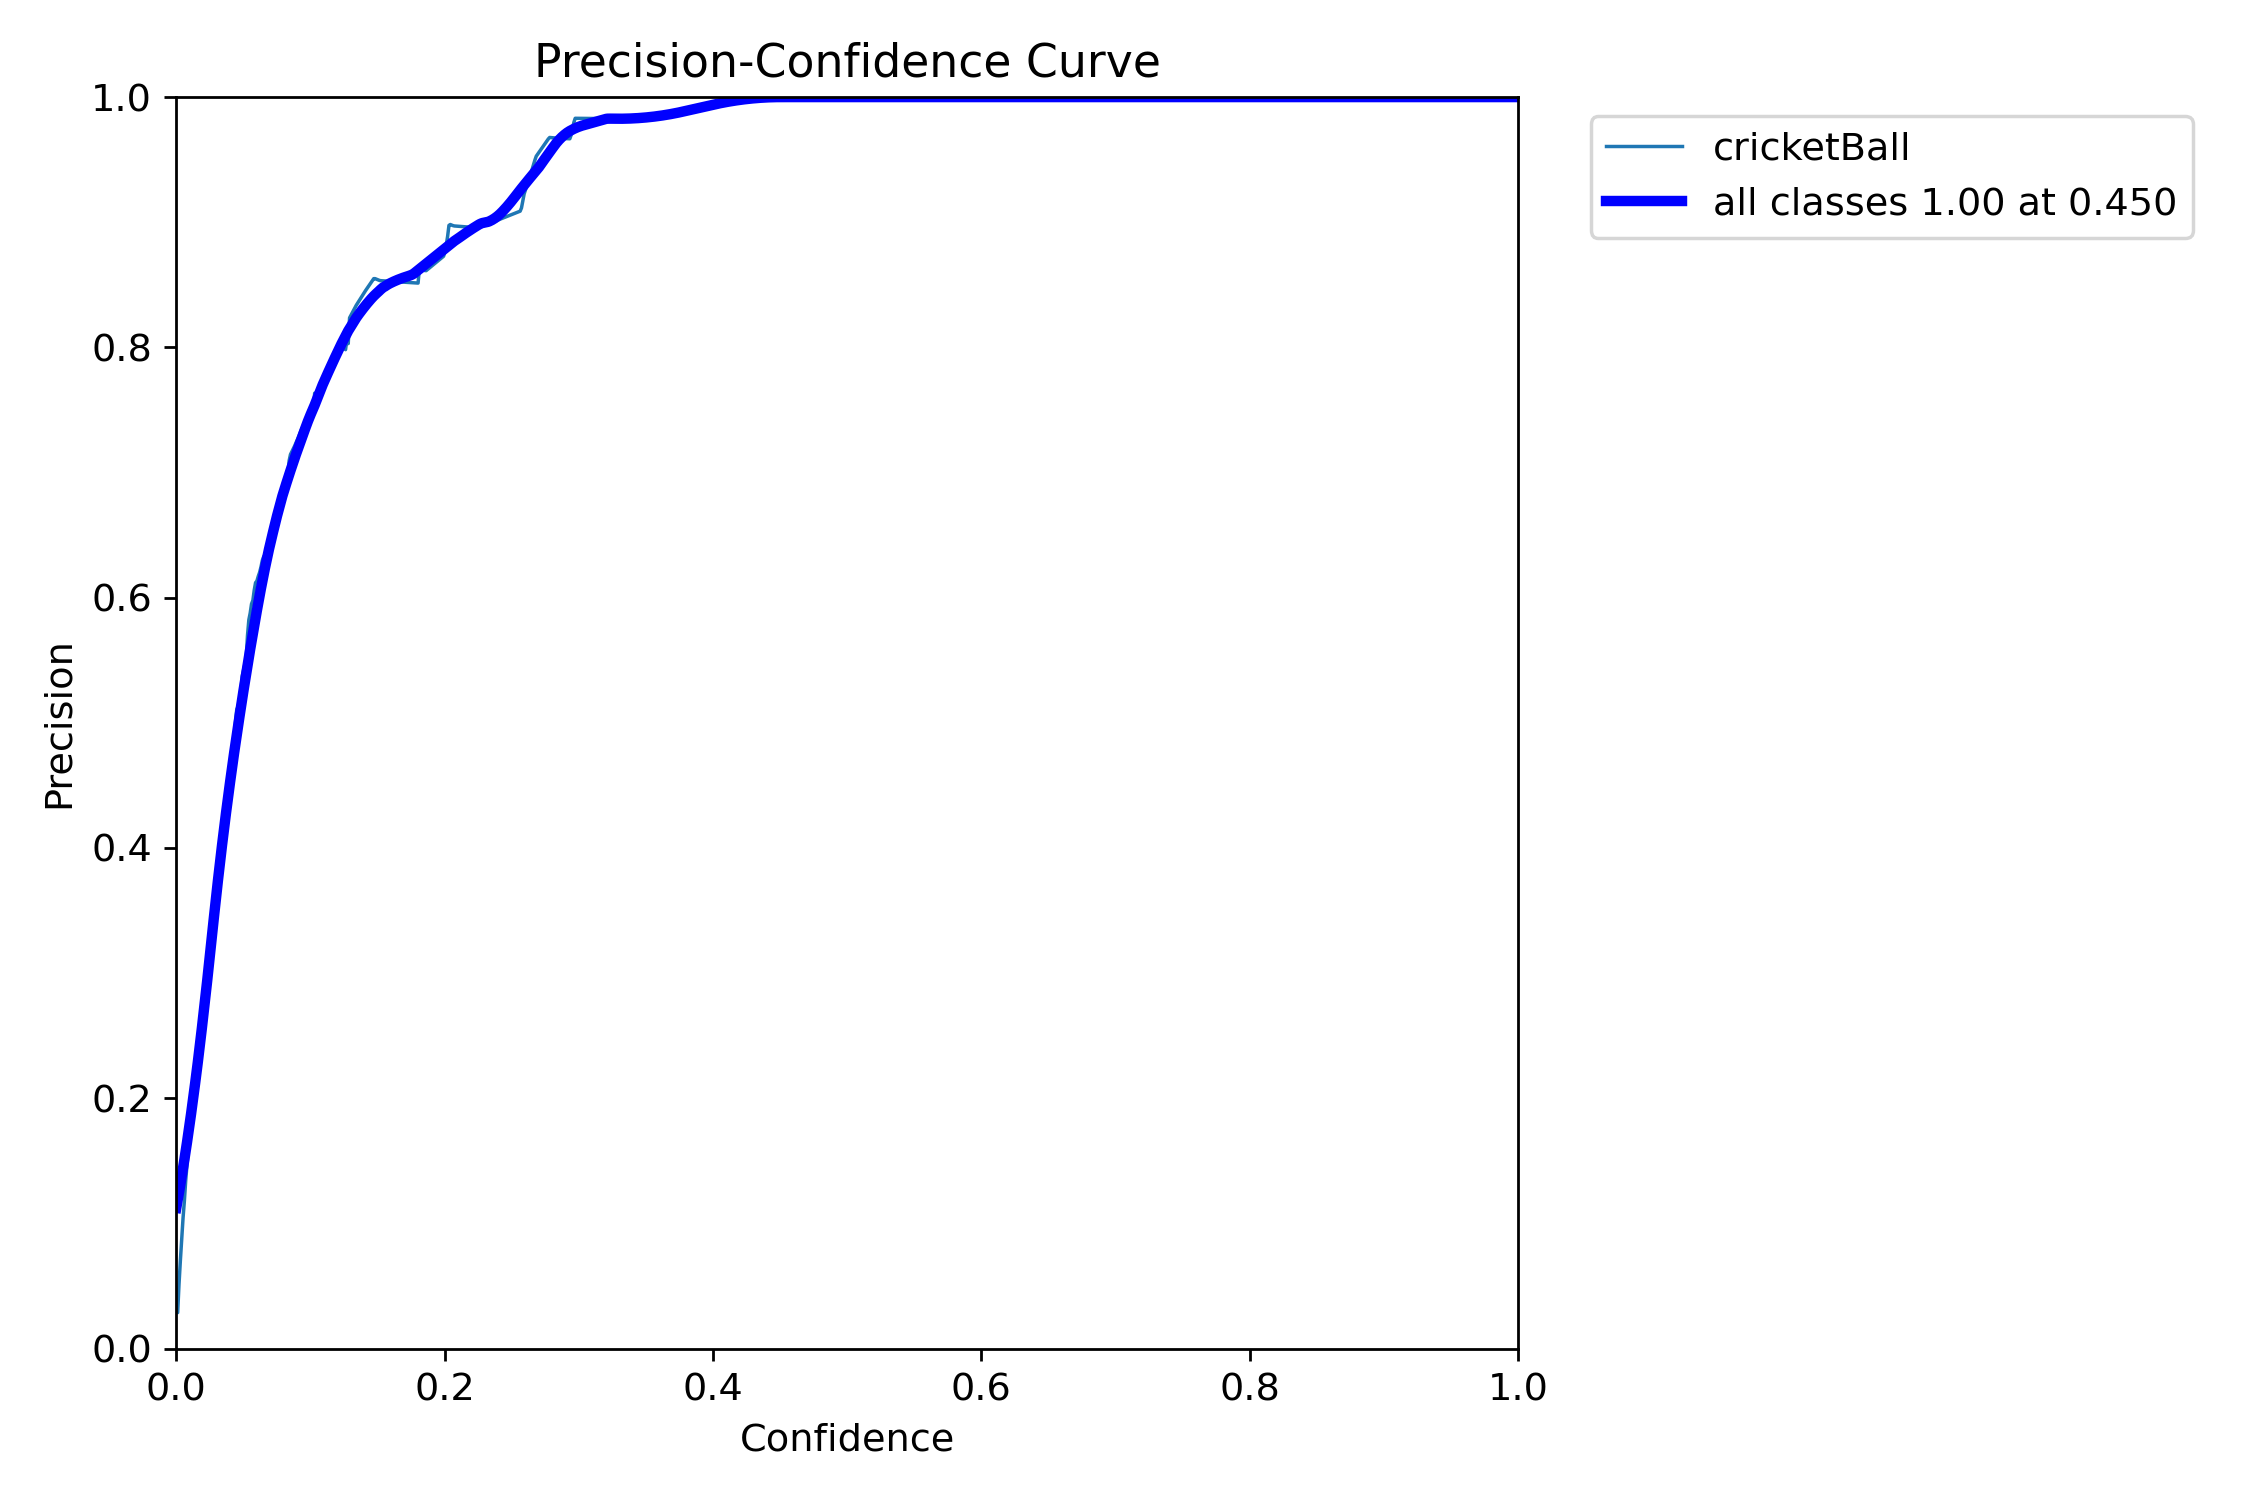 Precision-Confidence Curve
1.0
0.8
0.6
0.4
0.2
0.0
Precision
0.0 0.2 0.4 0.6 0.8 1.0
Confidence
cricketBall
all classes 1.00 at 0.450